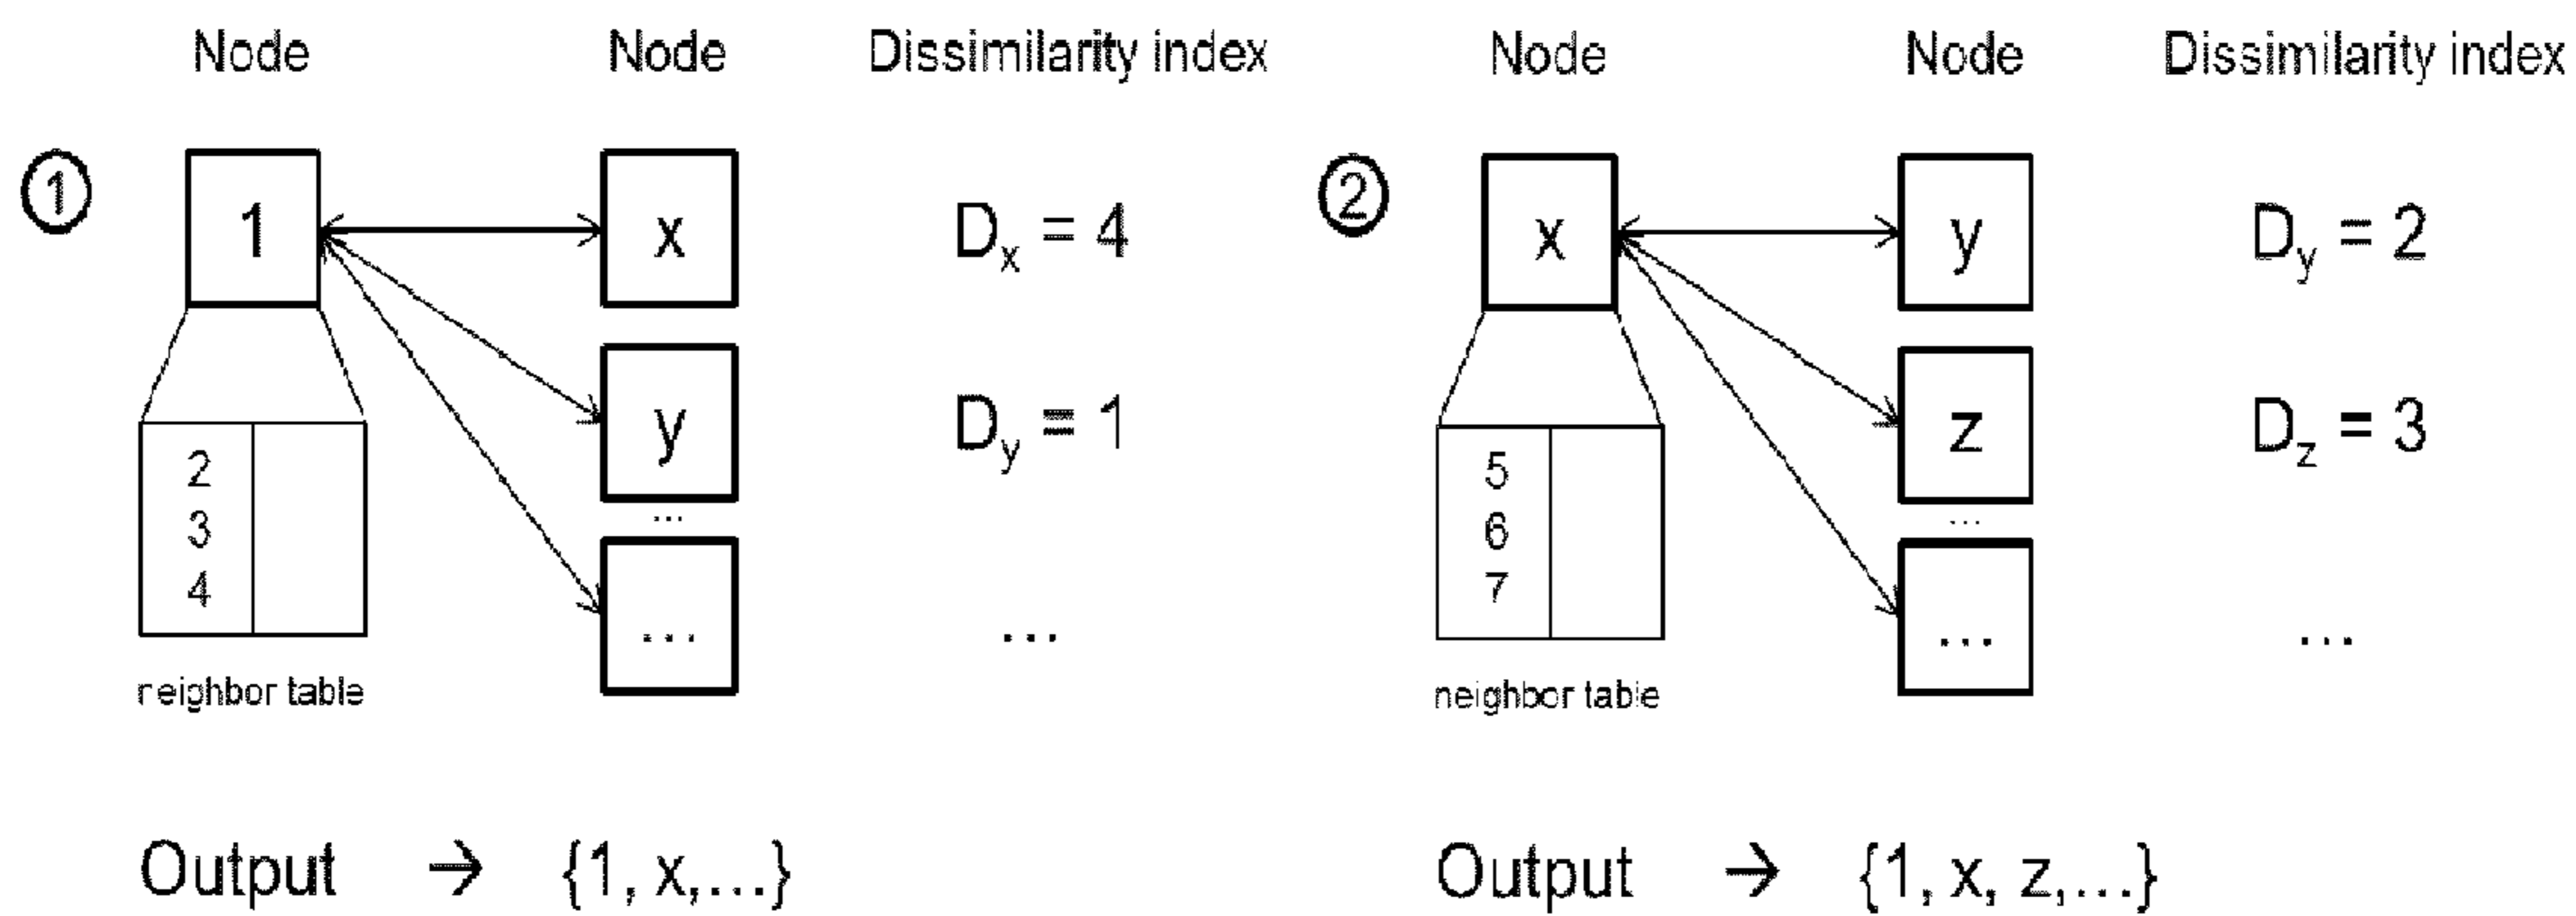 Node Node Dissimilarity index
① 1 x Dx = 4
y Dy = 1
...
... ...
2
3
4
neighbor table
Output → {1, x,...}
Node Node Dissimilarity index
② x y Dy = 2
z Dz = 3
...
... ...
5
6
7
neighbor table
Output → {1, x, z,...}